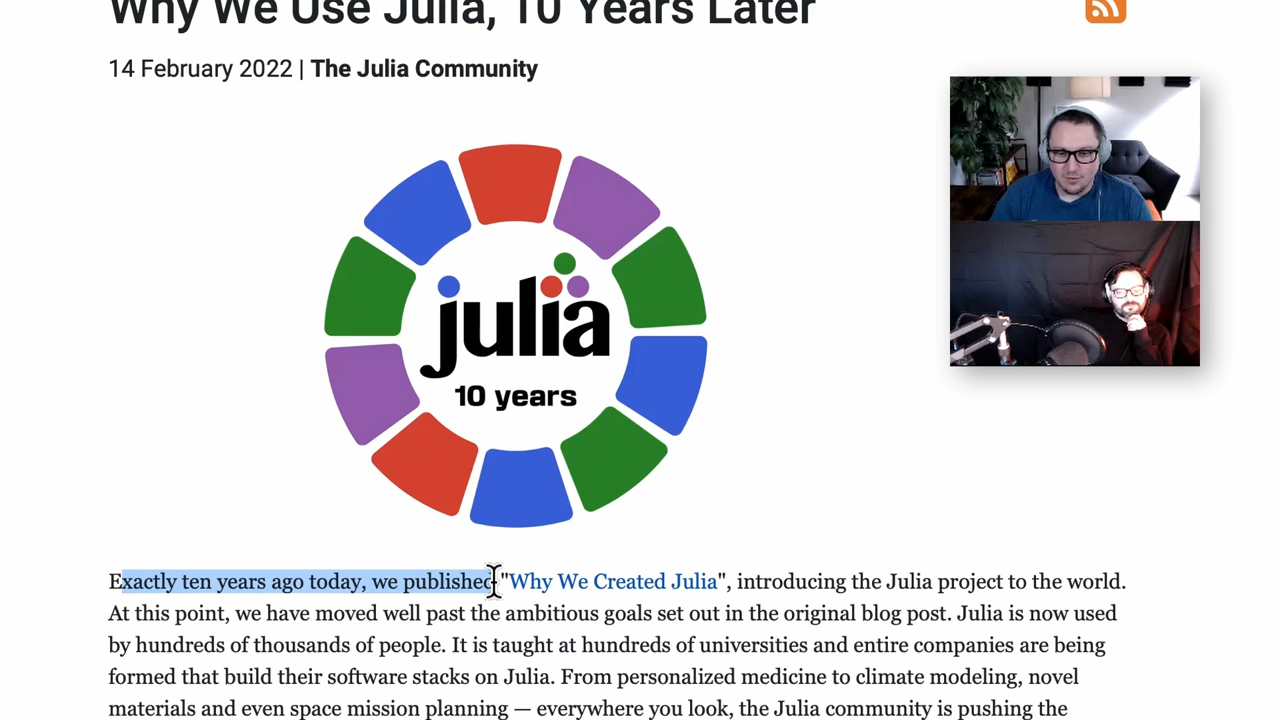 Why We Use Julia, 10 Years Later
14 February 2022 | The Julia Community
julia
10 years
Exactly ten years ago today, we published "Why We Created Julia", introducing the Julia project to the world.
At this point, we have moved well past the ambitious goals set out in the original blog post. Julia is now used
by hundreds of thousands of people. It is taught at hundreds of universities and entire companies are being
formed that build their software stacks on Julia. From personalized medicine to climate modeling, novel
materials and even space mission planning — everywhere you look, the Julia community is pushing the